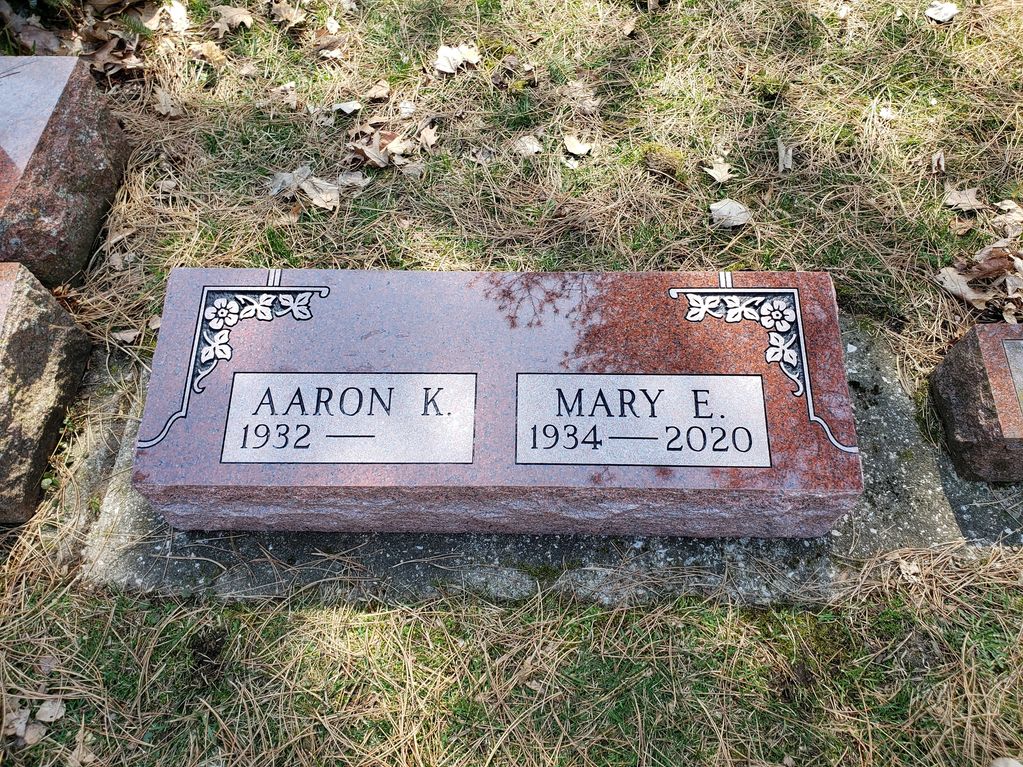 AARON K.
1932 —
MARY E.
1934 — 2020